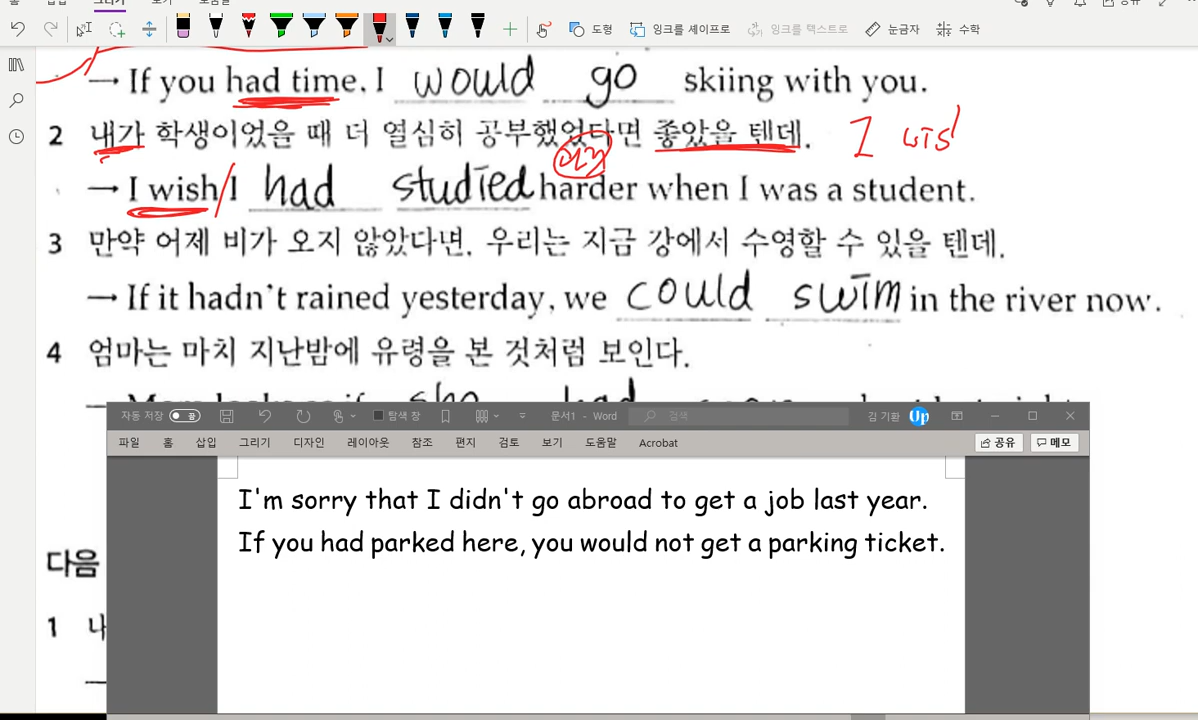 도형
잉크를 셰이프로
잉크를 텍스트로
눈금자
수학
→ If you had time, I would go skiing with you.
2 내가 학생이었을 때 더 열심히 공부했었다면 좋았을 텐데. I wis
→ I wish/I had studied harder when I was a student.
3 만약 어제 비가 오지 않았다면, 우리는 지금 강에서 수영할 수 있을 텐데.
→ If it hadn't rained yesterday, we could swim in the river now.
4 엄마는 마치 지난밤에 유령을 본 것처럼 보인다.
자동 저장 끔
탐색 창
문서1 - Word
검색
김 기환
Up
파일 홈 삽입 그리기 디자인 레이아웃 참조 편지 검토 보기 도움말 Acrobat
공유 메모
I'm sorry that I didn't go abroad to get a job last year.
If you had parked here, you would not get a parking ticket.
다음
1 내